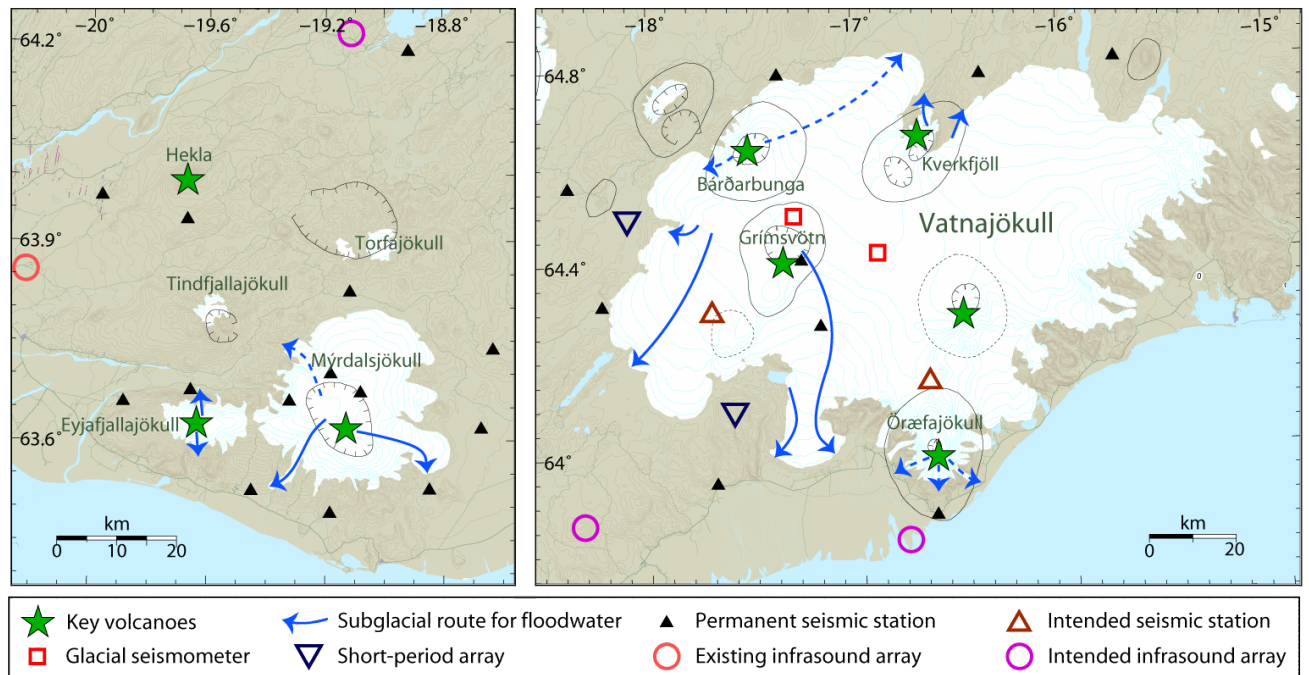 −20˚ −19.6˚ −19.2˚ −18.8˚
64.2˚
63.9˚
63.6˚
Hekla
Torfajökull
Tindfjallajökull
Mýrdalsjökull
Eyjafjallajökull
km
0 10 20
−18˚ −17˚ −16˚ −15˚
64.8˚
64.4˚
64˚
Bárðarbunga
Kverkfjöll
Vatnajökull
Grímsvötn
Öræfajökull
0
km
0 20
Key volcanoes
Subglacial route for floodwater
Permanent seismic station
Intended seismic station
Glacial seismometer
Short-period array
Existing infrasound array
Intended infrasound array